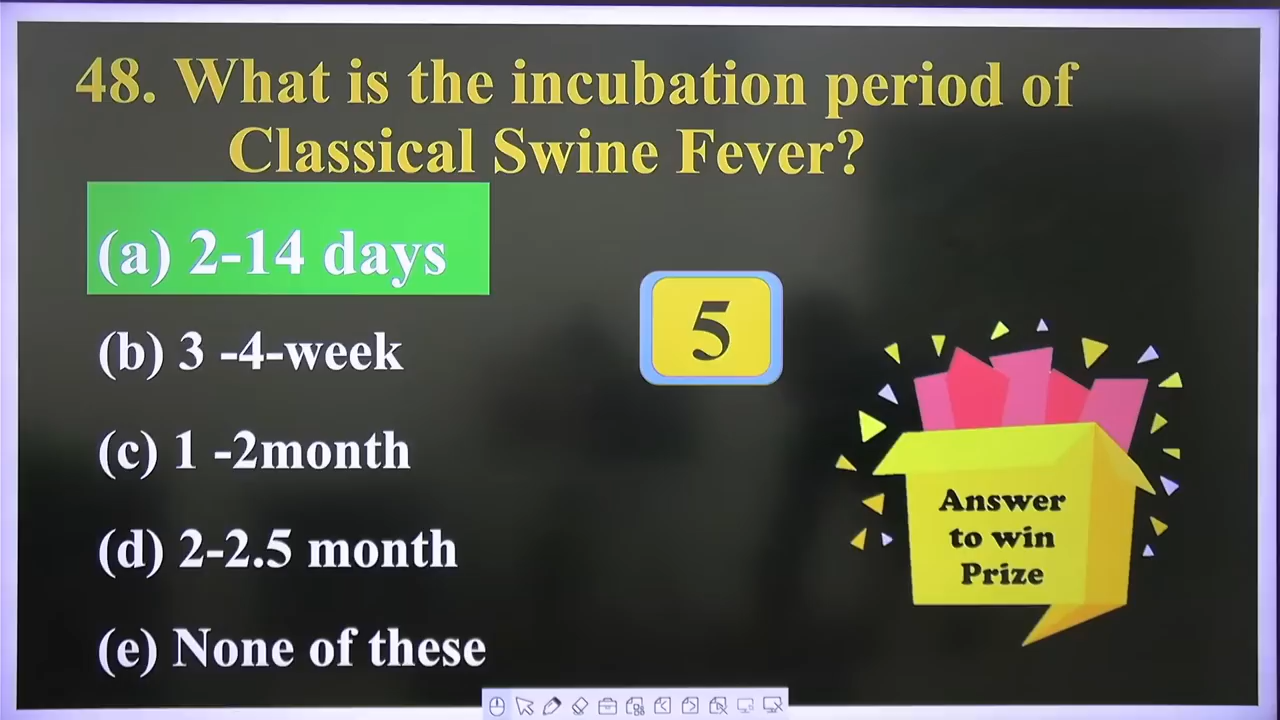 48. What is the incubation period of
Classical Swine Fever?
(a) 2-14 days
(b) 3 -4-week
(c) 1 -2month
(d) 2-2.5 month
(e) None of these
5
Answer
to win
Prize